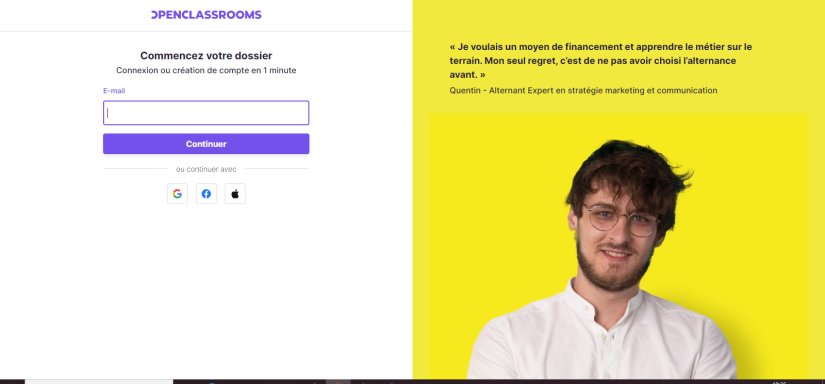 OPENCLASSROOMS
Commencez votre dossier
Connexion ou création de compte en 1 minute
E-mail
Continuer
ou continuer avec
« Je voulais un moyen de financement et apprendre le métier sur le
terrain. Mon seul regret, c'est de ne pas avoir choisi l'alternance
avant. »
Quentin - Alternant Expert en stratégie marketing et communication